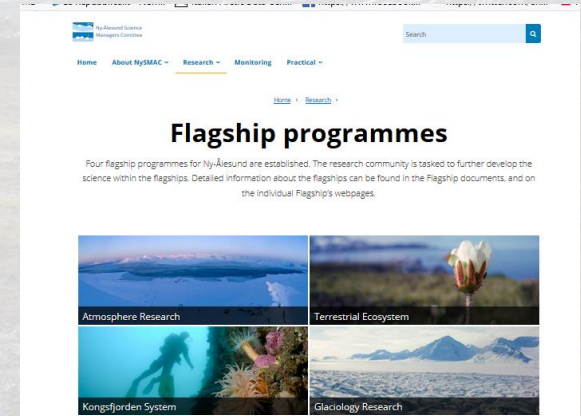 Ny-Ålesund Science
Managers Committee
Search
Home About NySMAC Research Monitoring Practical
Home › Research ›
Flagship programmes
Four flagship programmes for Ny-Ålesund are established. The research community is tasked to further develop the
science within the flagships. Detailed information about the flagships can be found in the Flagship documents, and on
the individual Flagship's webpages.
Atmosphere Research
Terrestrial Ecosystem
Kongsfjorden System
Glaciology Research